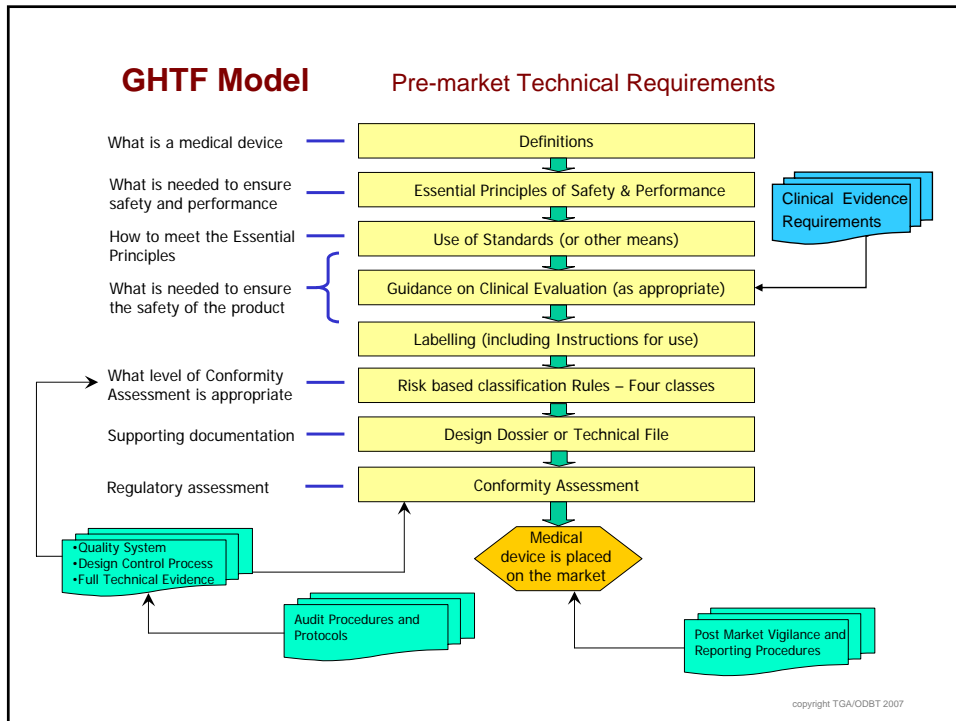 GHTF Model Pre-market Technical Requirements
What is a medical device
Definitions
What is needed to ensure
safety and performance
Essential Principles of Safety & Performance
Clinical Evidence
Requirements
How to meet the Essential
Principles
Use of Standards (or other means)
What is needed to ensure
the safety of the product
Guidance on Clinical Evaluation (as appropriate)
Labelling (including Instructions for use)
What level of Conformity
Assessment is appropriate
Risk based classification Rules – Four classes
Supporting documentation
Design Dossier or Technical File
Regulatory assessment
Conformity Assessment
•Quality System
•Design Control Process
•Full Technical Evidence
Medical
device is placed
on the market
Audit Procedures and
Protocols
Post Market Vigilance and
Reporting Procedures
copyright TGA/ODBT 2007